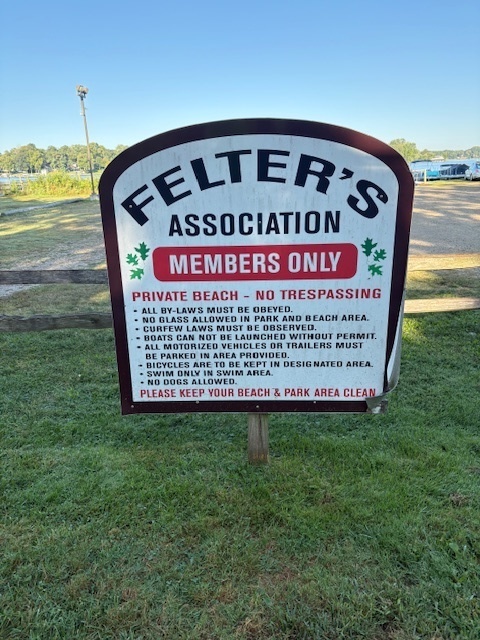 FELTER'S
ASSOCIATION
MEMBERS ONLY
PRIVATE BEACH - NO TRESPASSING
• ALL BY-LAWS MUST BE OBEYED.
• NO GLASS ALLOWED IN PARK AND BEACH AREA.
• CURFEW LAWS MUST BE OBSERVED.
• BOATS CAN NOT BE LAUNCHED WITHOUT PERMIT.
• ALL MOTORIZED VEHICLES OR TRAILERS MUST
BE PARKED IN AREA PROVIDED.
• BICYCLES ARE TO BE KEPT IN DESIGNATED AREA.
• SWIM ONLY IN SWIM AREA.
• NO DOGS ALLOWED.
PLEASE KEEP YOUR BEACH & PARK AREA CLEAN